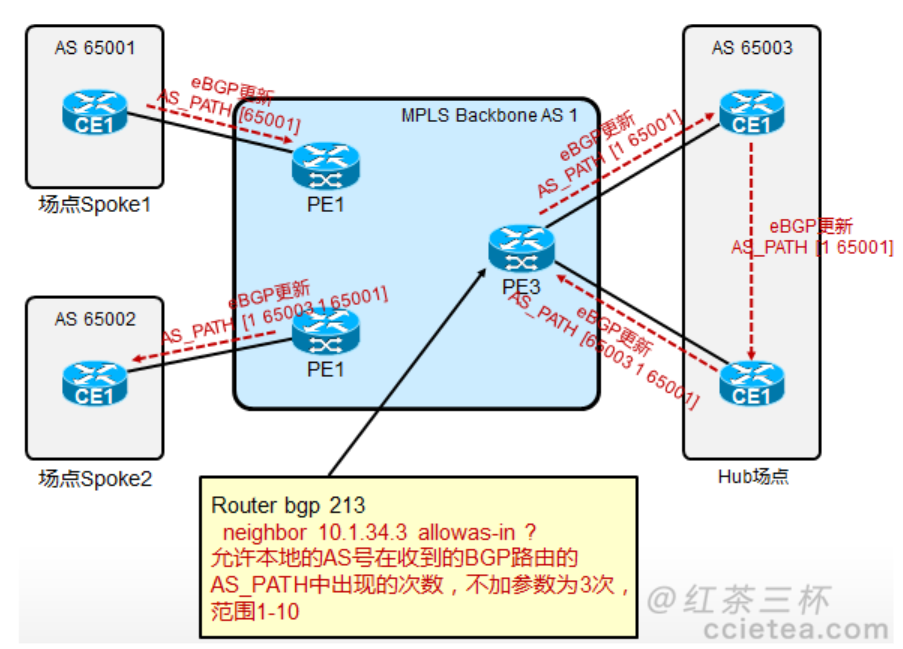 AS 65001
CE1
场点Spoke1
eBGP更新
AS_PATH [65001]
MPLS Backbone AS 1
PE1
AS 65003
CE1
eBGP更新
AS_PATH [1 65001]
eBGP更新
AS_PATH [1 65001]
PE3
eBGP更新
AS_PATH [65003 1 65001]
CE1
Hub场点
AS 65002
CE1
场点Spoke2
eBGP更新
AS_PATH [1 65003 1 65001]
PE1
Router bgp 213
neighbor 10.1.34.3 allowas-in ?
允许本地的AS号在收到的BGP路由的
AS_PATH中出现的次数，不加参数为3次，
范围1-10
@红茶三杯
ccietea.com